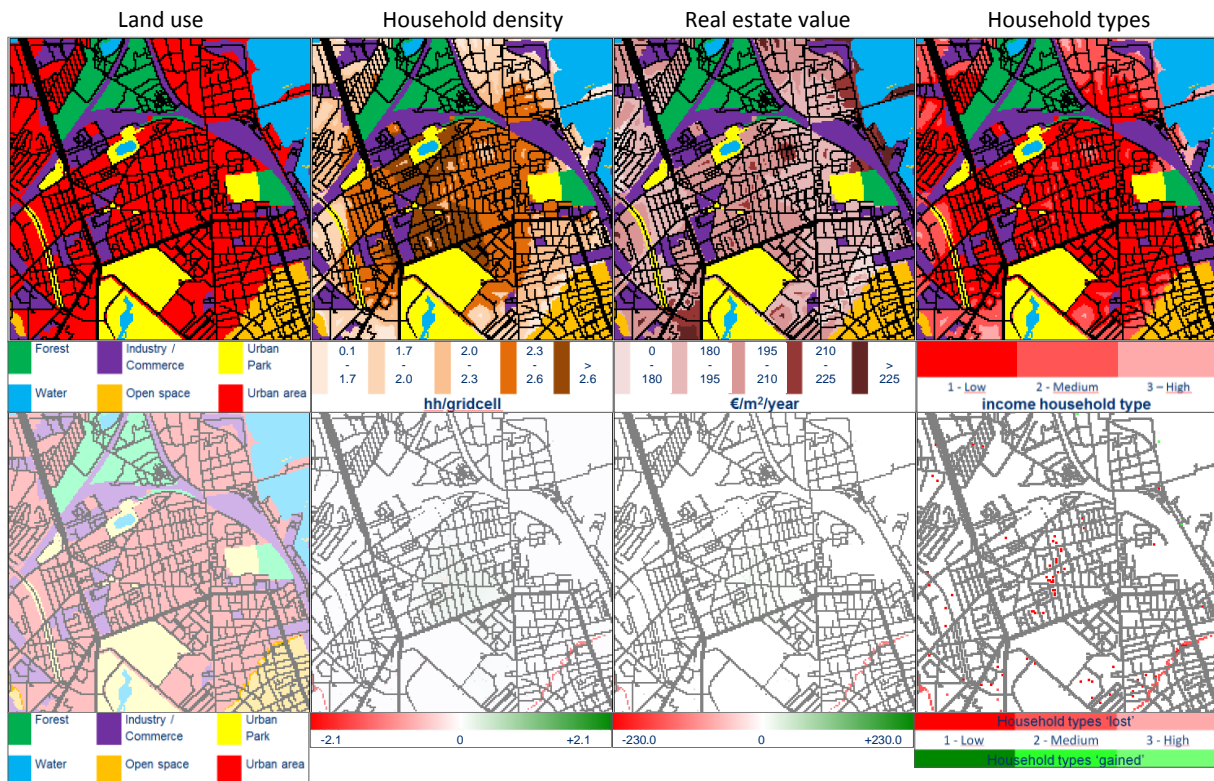 Land use
Household density
Real estate value
Household types
Forest
Industry /
Commerce
Urban
Park
Water
Open space
Urban area
0.1
-
1.7
1.7
-
2.0
2.0
-
2.3
2.3
-
2.6
>
2.6
hh/gridcell
0
-
180
180
-
195
195
-
210
210
-
225
>
225
€/m²/year
1 - Low
2 - Medium
3 – High
income household type
Forest
Industry /
Commerce
Urban
Park
Water
Open space
Urban area
-2.1
0
+2.1
-230.0
0
+230.0
Household types 'lost'
1 - Low
2 - Medium
3 - High
Household types 'gained'